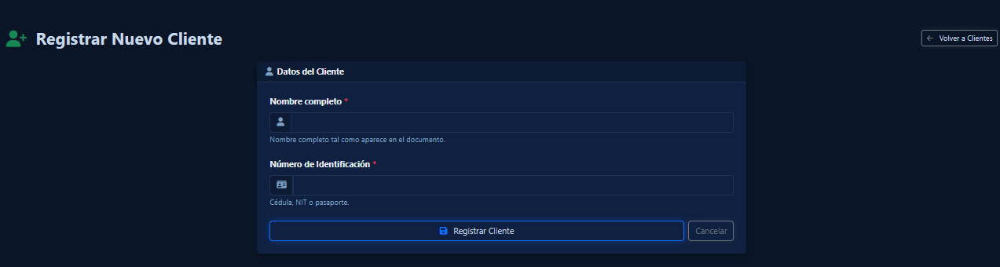 Registrar Nuevo Cliente
Volver a Clientes
Datos del Cliente
Nombre completo *
Nombre completo tal como aparece en el documento.
Número de Identificación *
Cédula, NIT o pasaporte.
Registrar Cliente
Cancelar